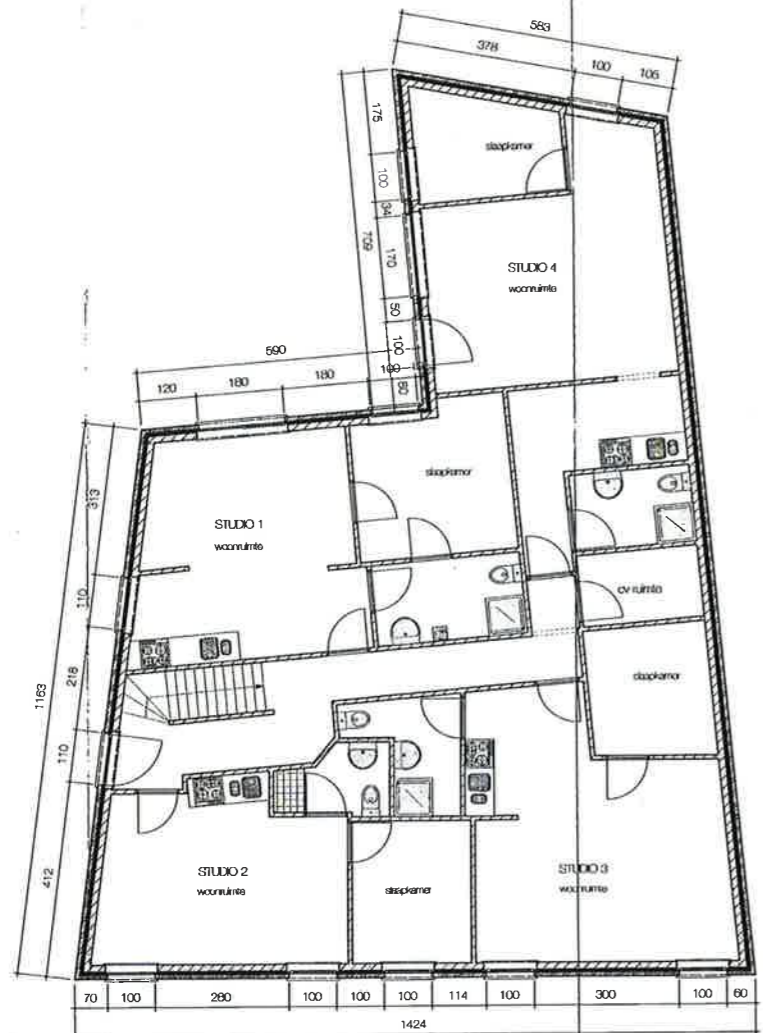 583
378 100 105
175
100
34
709
170
50
100
100
80
slaapkamer
STUDIO 4
woonruimte
590
120 180 180
slaapkamer
STUDIO 1
woonruimte
cv ruimte
slaapkamer
313
110
218
1163
110
412
STUDIO 2
woonruimte
slaapkamer
STUDIO 3
woonruimte
70 100 280 100 100 100 114 100 300 100 60
1424